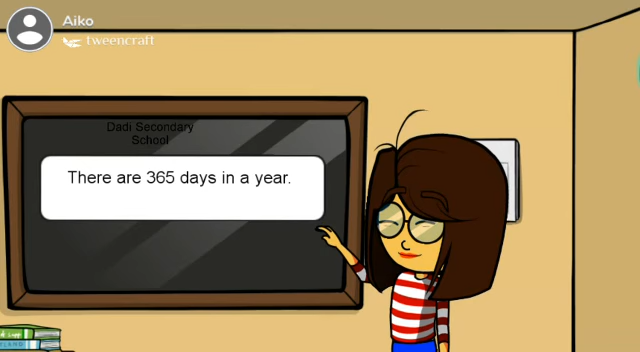 Aiko
tweencraft
Dadi Secondary
School
There are 365 days in a year.